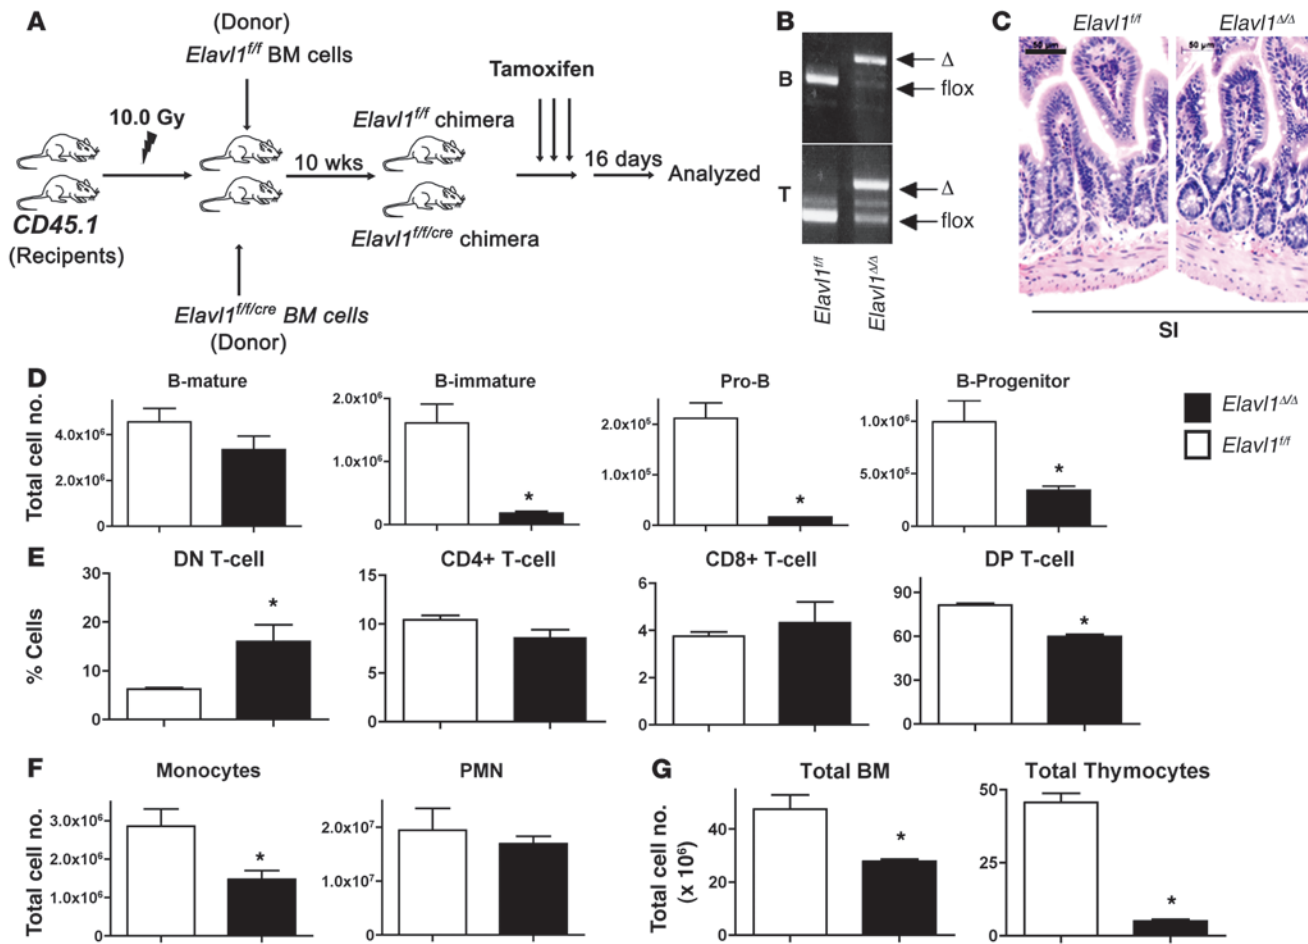 A
(Donor)
Elavl1f/f BM cells
10.0 Gy
CD45.1
(Recipents)
10 wks
Elavl1f/f chimera
Elavl1f/f/cre chimera
Tamoxifen
16 days
Analyzed
Elavl1f/f/cre BM cells
(Donor)
B
B
Δ
flox
T
Δ
flox
Elavl1f/f
Elavl1Δ/Δ
C
Elavl1f/f
Elavl1Δ/Δ
50 µm
50 µm
SI
D
Total cell no.
B-mature
4.0x10⁶
2.0x10⁶
0
B-immature
2.0x10⁶
1.0x10⁶
0
Pro-B
2.0x10⁵
1.0x10⁵
0
B-Progenitor
1.0x10⁶
5.0x10⁵
0
Elavl1Δ/Δ
Elavl1f/f
E
% Cells
DN T-cell
30
20
10
0
*
CD4+ T-cell
15
10
5
0
CD8+ T-cell
6
4
2
0
DP T-cell
90
60
30
0
*
F
Total cell no.
Monocytes
3.0x10⁶
2.0x10⁶
1.0x10⁶
0
*
PMN
2.0x10⁷
1.0x10⁷
0
G
Total cell no.
(x 10⁶)
Total BM
40
20
0
*
Total Thymocytes
50
25
0
*